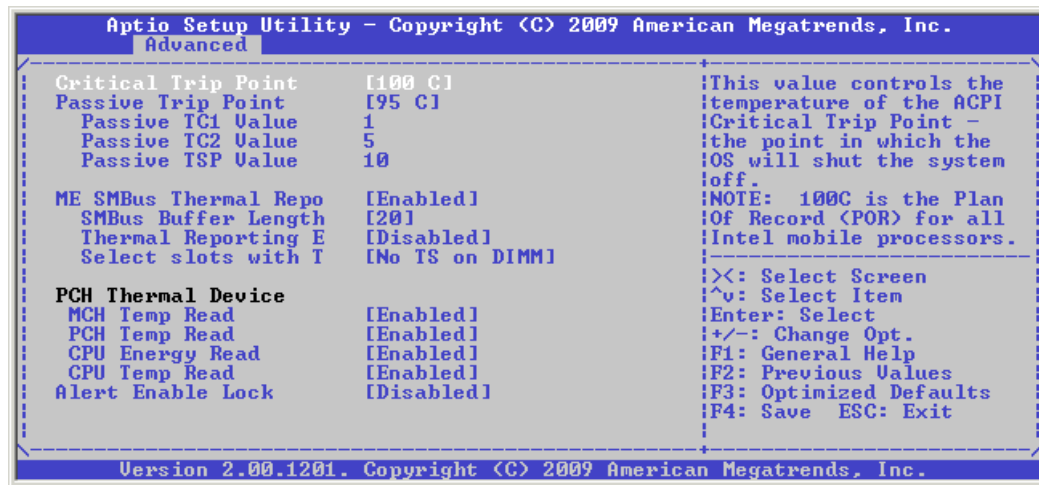 Aptio Setup Utility - Copyright (C) 2009 American Megatrends, Inc.
Advanced
Critical Trip Point [100 C]
Passive Trip Point [95 C]
Passive TC1 Value 1
Passive TC2 Value 5
Passive TSP Value 10
ME SMBus Thermal Repo [Enabled]
SMBus Buffer Length [20]
Thermal Reporting E [Disabled]
Select slots with T [No TS on DIMM]
PCH Thermal Device
MCH Temp Read [Enabled]
PCH Temp Read [Enabled]
CPU Energy Read [Enabled]
CPU Temp Read [Enabled]
Alert Enable Lock [Disabled]
This value controls the
temperature of the ACPI
Critical Trip Point -
the point in which the
OS will shut the system
off.
NOTE: 100C is the Plan
Of Record (POR) for all
Intel mobile processors.
><: Select Screen
^v: Select Item
Enter: Select
+/-: Change Opt.
F1: General Help
F2: Previous Values
F3: Optimized Defaults
F4: Save ESC: Exit
Version 2.00.1201. Copyright (C) 2009 American Megatrends, Inc.